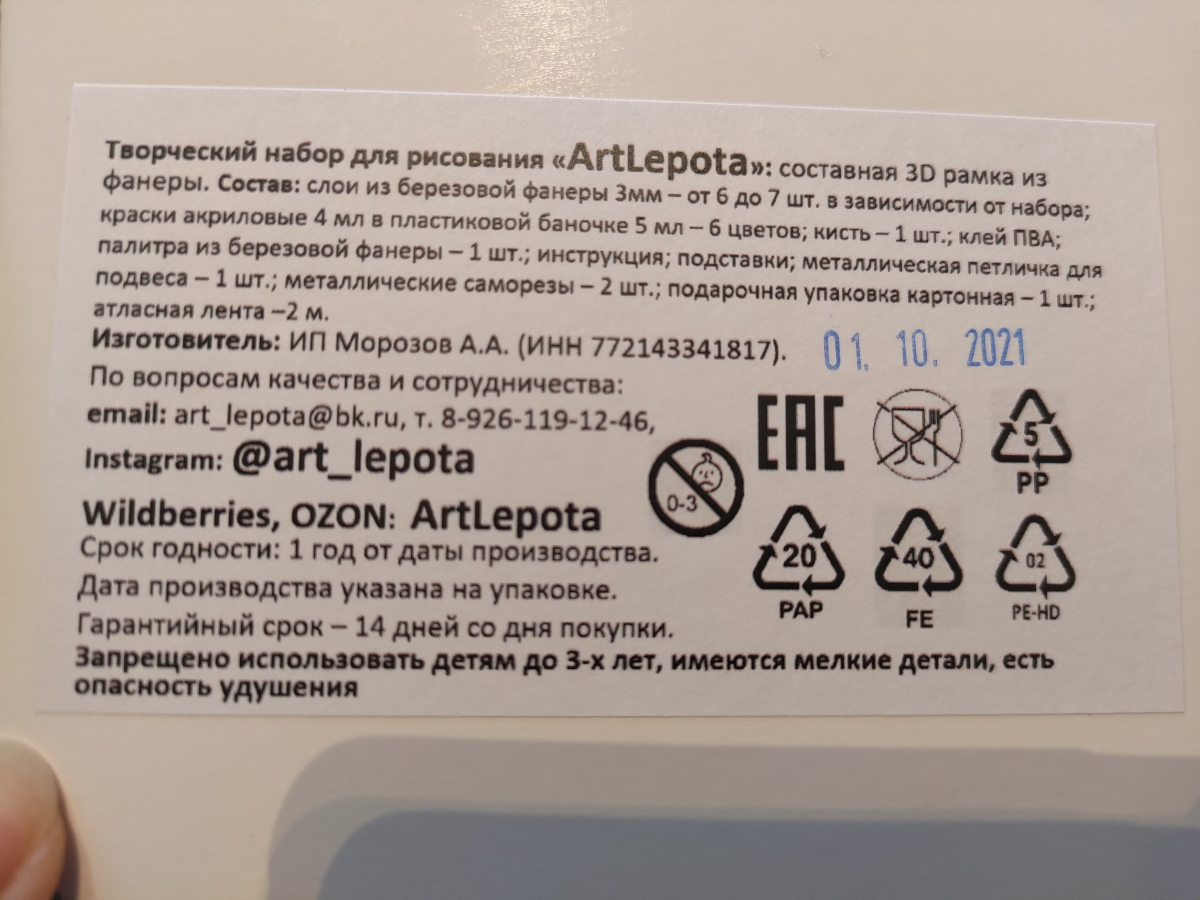 Творческий набор для рисования «ArtLepota»: составная 3D рамка из
фанеры. Состав: слои из березовой фанеры 3мм – от 6 до 7 шт. в зависимости от набора;
краски акриловые 4 мл в пластиковой баночке 5 мл – 6 цветов; кисть – 1 шт.; клей ПВА;
палитра из березовой фанеры – 1 шт.; инструкция; подставки; металлическая петличка для
подвеса – 1 шт.; металлические саморезы – 2 шт.; подарочная упаковка картонная – 1 шт.;
атласная лента –2 м.
Изготовитель: ИП Морозов А.А. (ИНН 772143341817). 01. 10. 2021
По вопросам качества и сотрудничества:
email: art_lepota@bk.ru, т. 8-926-119-12-46,
Instagram: @art_lepota
Wildberries, OZON: ArtLepota
Срок годности: 1 год от даты производства.
Дата производства указана на упаковке.
Гарантийный срок – 14 дней со дня покупки.
Запрещено использовать детям до 3-х лет, имеются мелкие детали, есть
опасность удушения
0-3
EAC
5
PP
20
PAP
40
FE
02
PE-HD